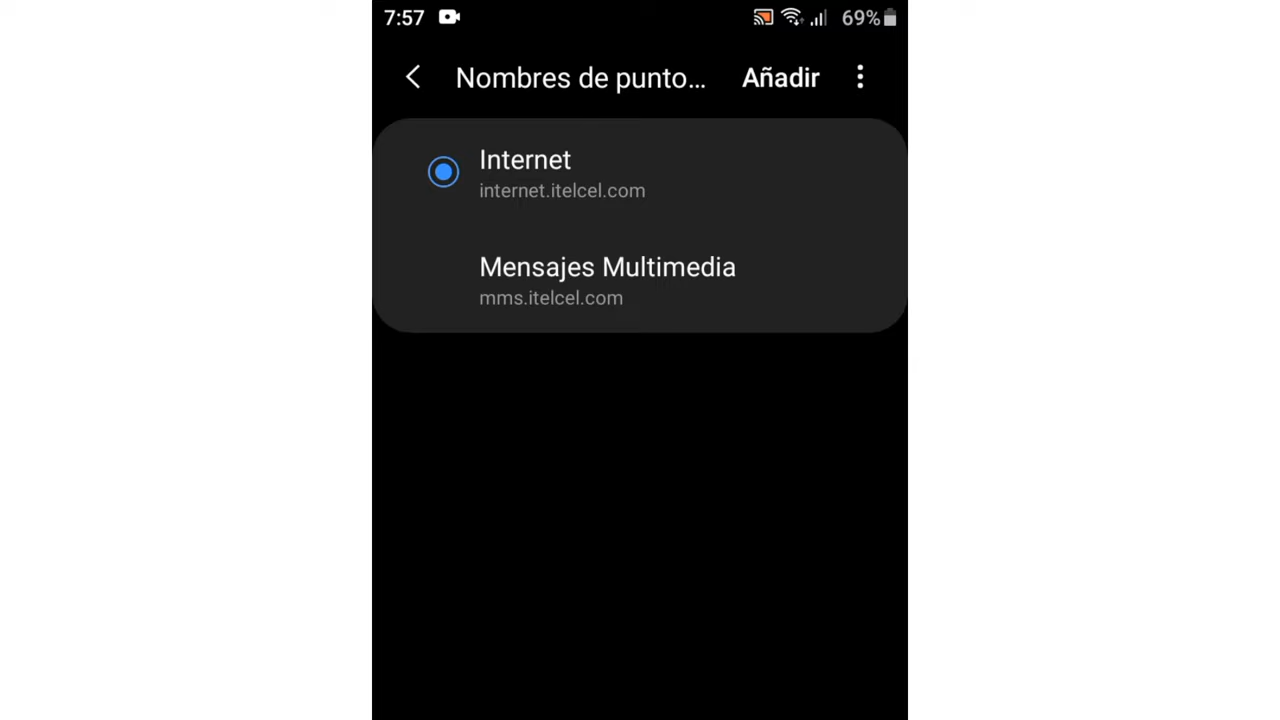 7:57 69%
Nombres de punto... Añadir
Internet
internet.itelcel.com
Mensajes Multimedia
mms.itelcel.com